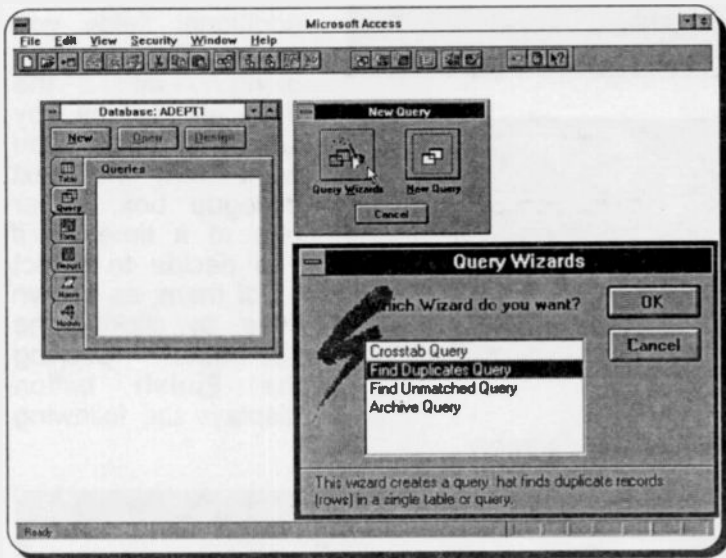 Microsoft Access
File Edit View Security Window Help
Database: ADEPT1
New Open Design
Queries
Table
Query
Form
Report
Macro
Module
New Query
Query Wizards New Query
Cancel
Query Wizards
Which Wizard do you want?
OK
Cancel
Crosstab Query
Find Duplicates Query
Find Unmatched Query
Archive Query
This wizard creates a query that finds duplicate records
(rows) in a single table or query.
Ready